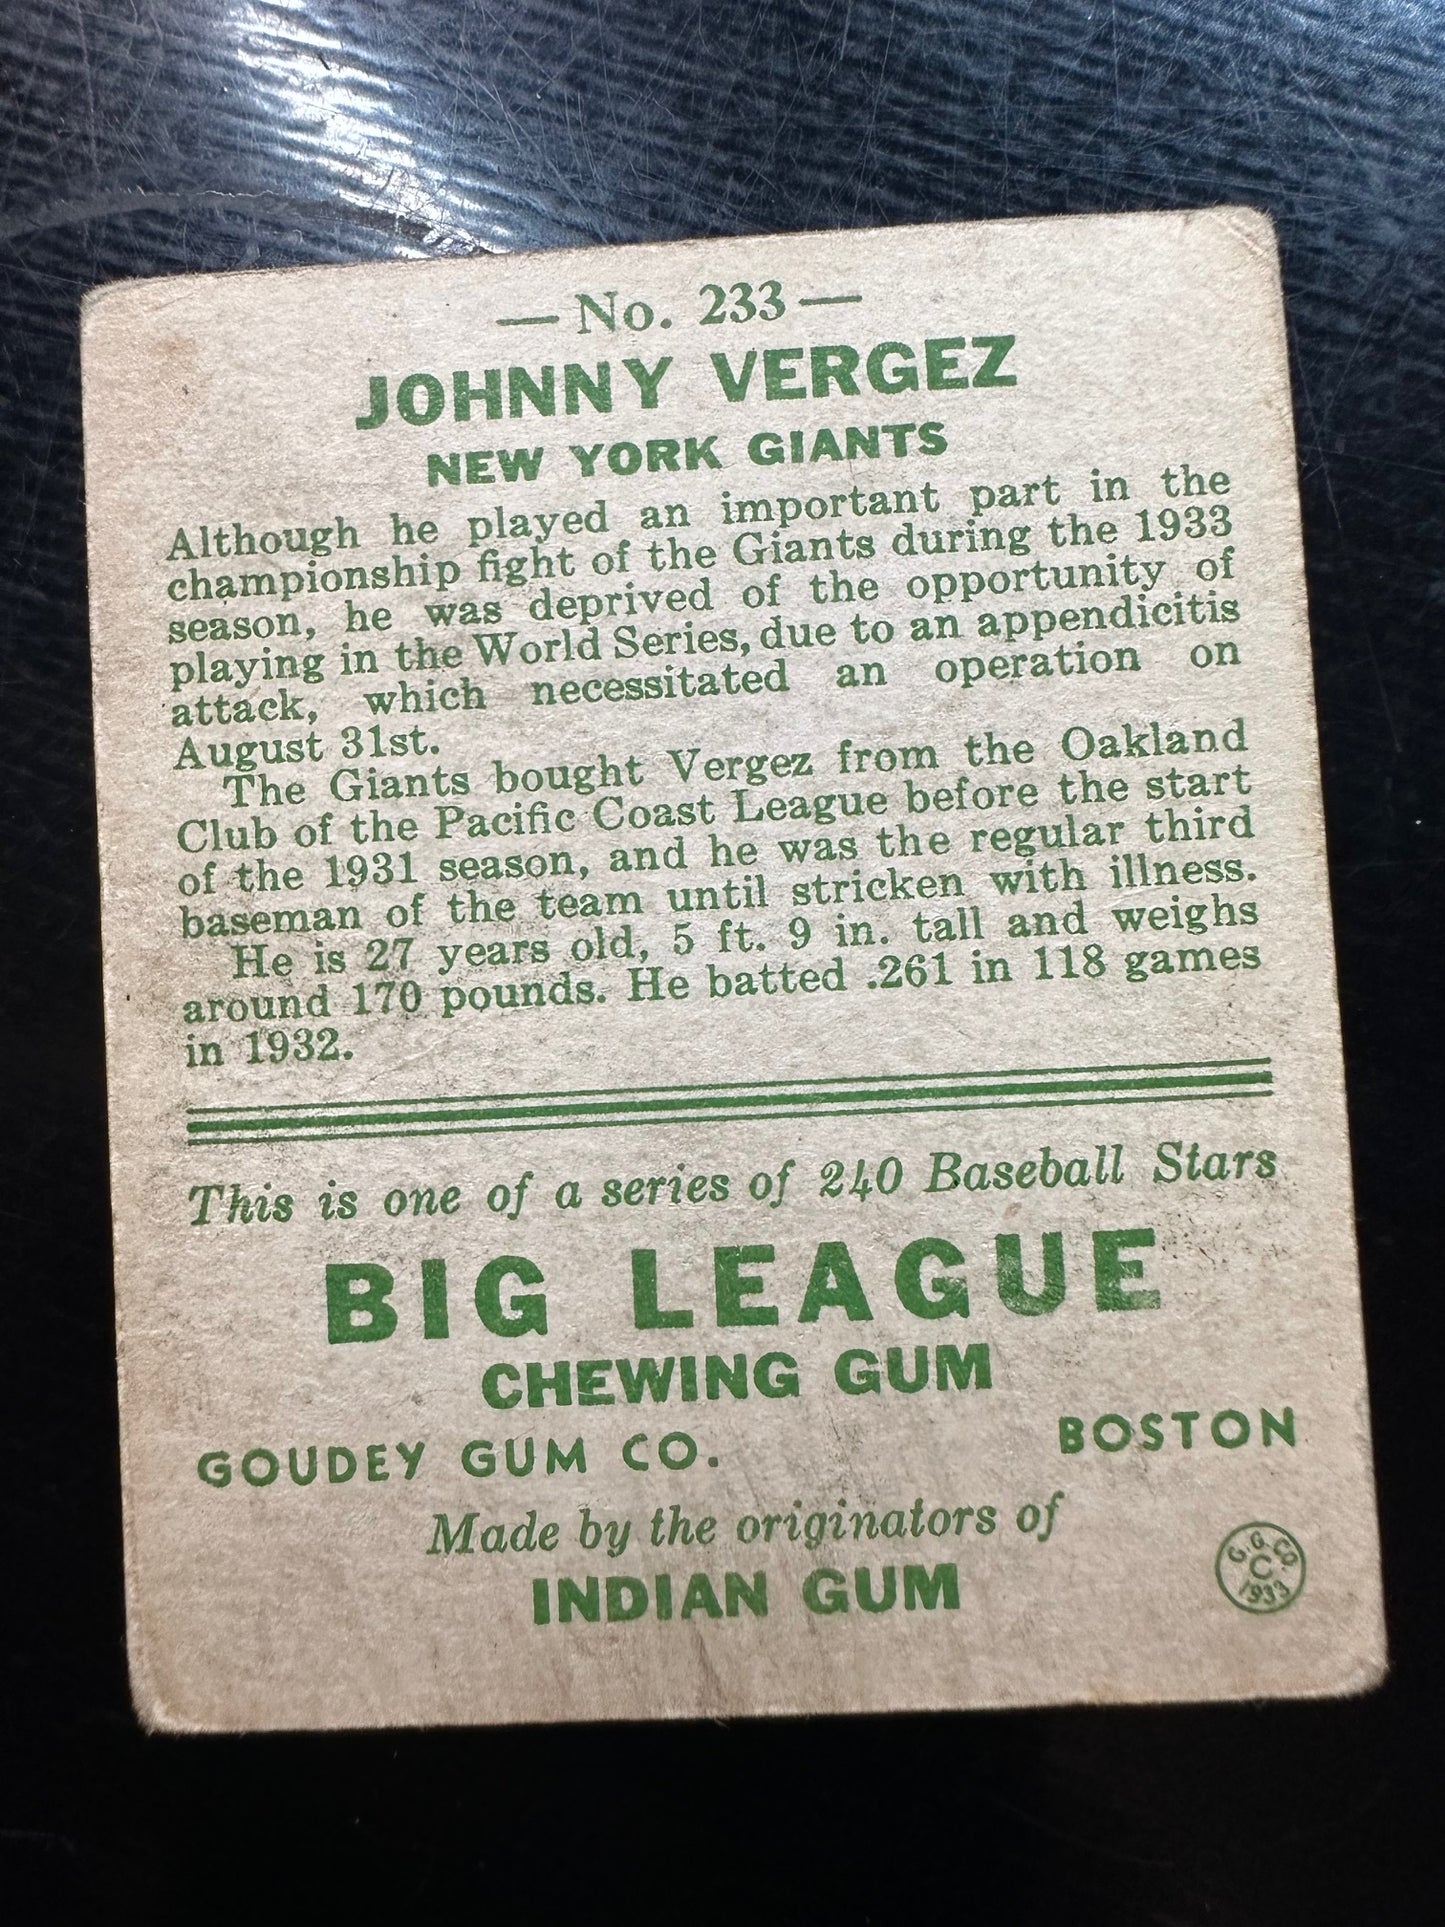 — No. 233 —
JOHNNY VERGEZ
NEW YORK GIANTS
Although he played an important part in the
championship fight of the Giants during the 1933
season, he was deprived of the opportunity of
playing in the World Series, due to an appendicitis
attack, which necessitated an operation on
August 31st.
The Giants bought Vergez from the Oakland
Club of the Pacific Coast League before the start
of the 1931 season, and he was the regular third
baseman of the team until stricken with illness.
He is 27 years old, 5 ft. 9 in. tall and weighs
around 170 pounds. He batted .261 in 118 games
in 1932.
This is one of a series of 240 Baseball Stars
BIG LEAGUE
CHEWING GUM
GOUDEY GUM CO. BOSTON
Made by the originators of
INDIAN GUM
G. G. CO.
C.
1933